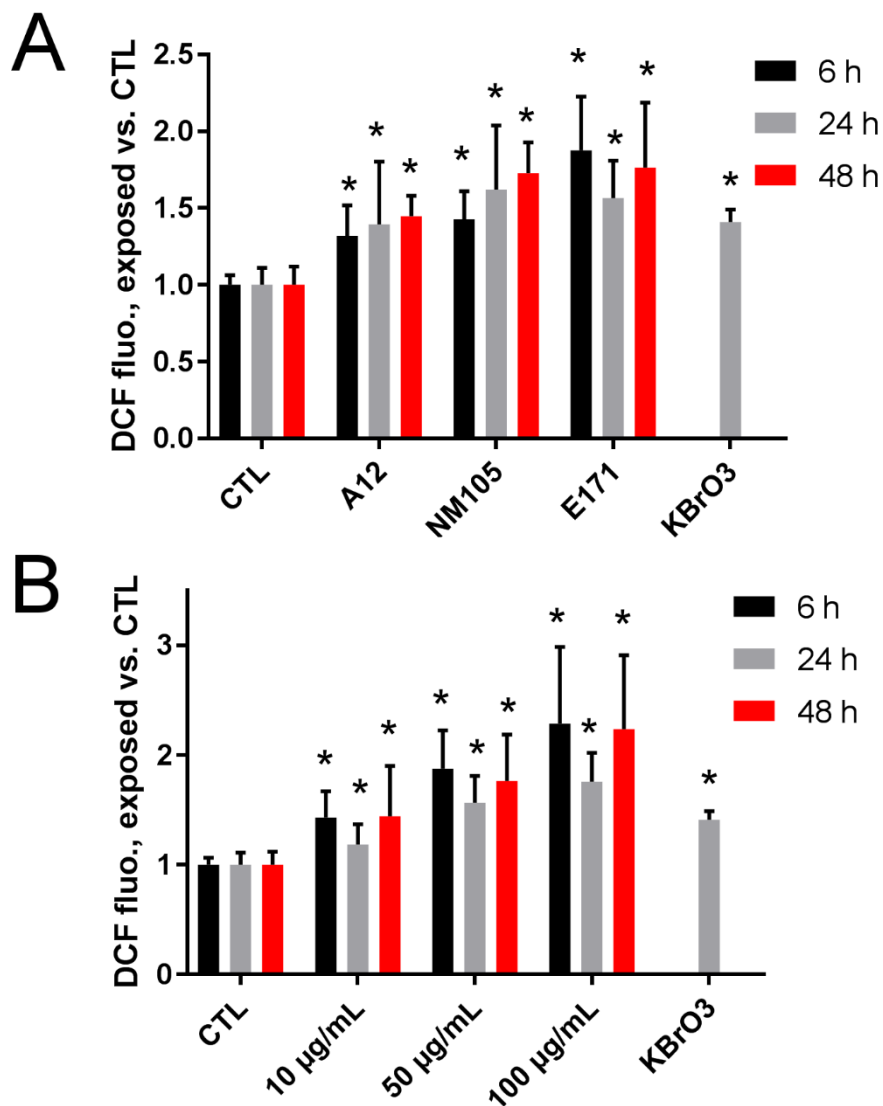 A
DCF fluo., exposed vs. CTL
2.5
2.0
1.5
1.0
0.5
0.0
* * * * * * * * * *
6 h
24 h
48 h
CTL
A12
NM105
E171
KBrO3
B
DCF fluo., exposed vs. CTL
3
2
1
0
* * * * * * * * * *
6 h
24 h
48 h
CTL
10 µg/mL
50 µg/mL
100 µg/mL
KBrO3